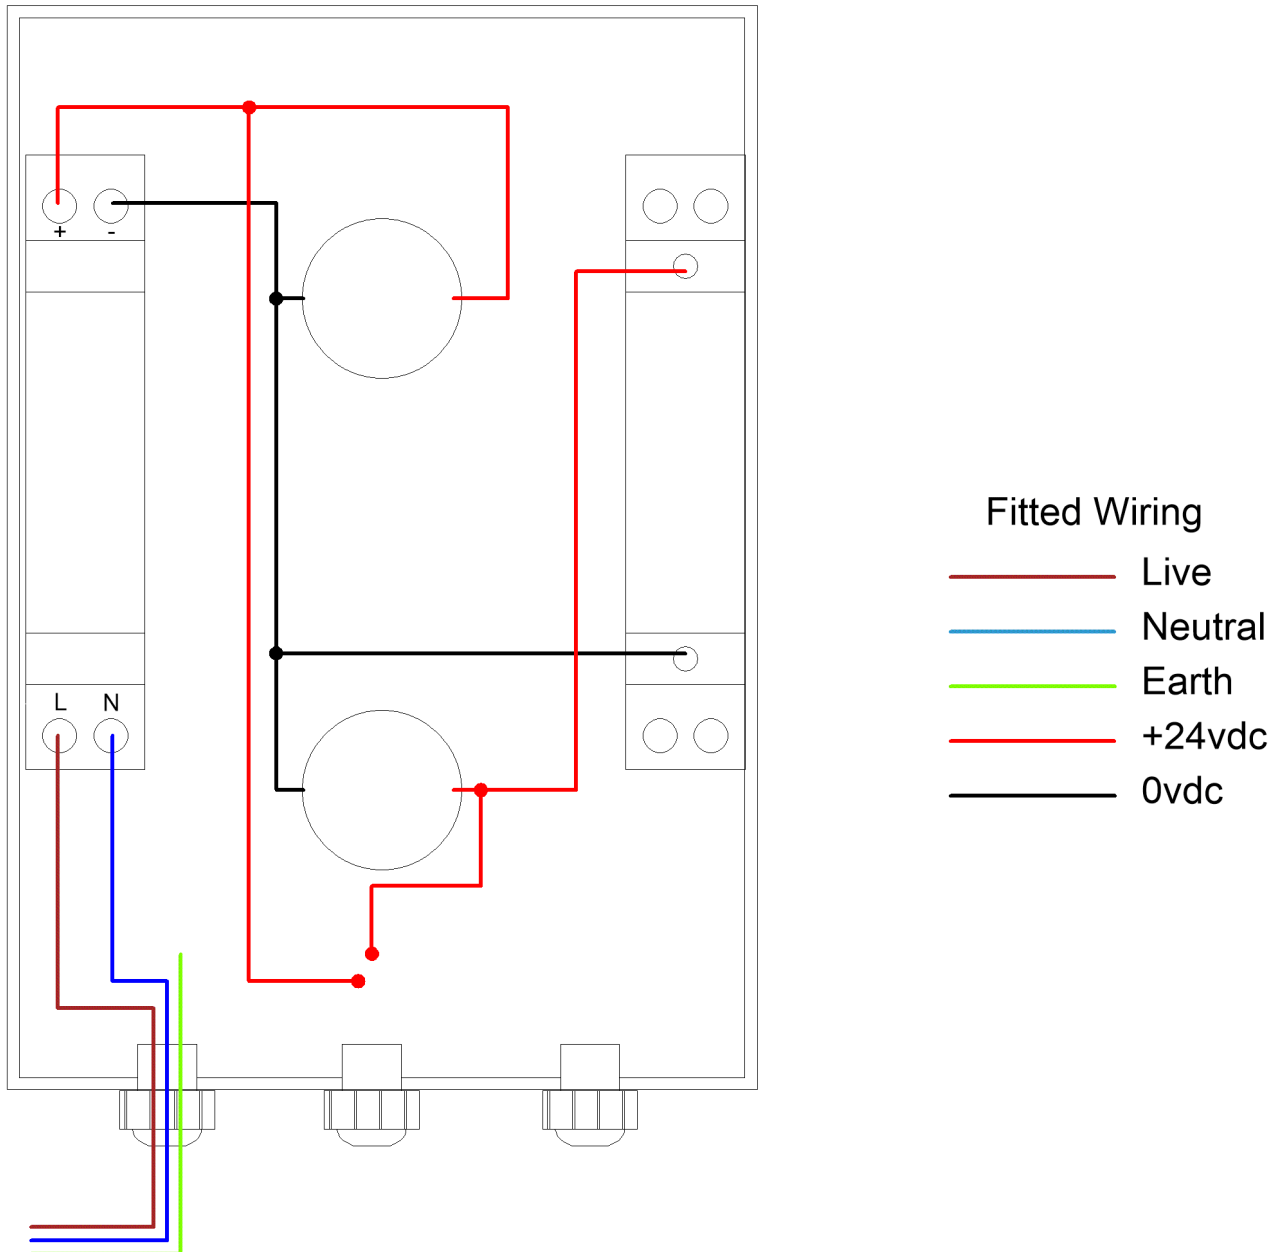 + -
L N
Fitted Wiring
Live
Neutral
Earth
+24vdc
0vdc